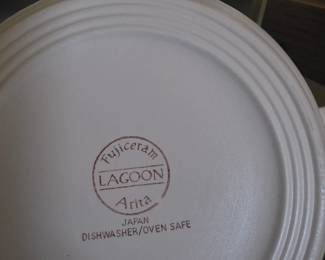 Fujiceram
LAGOON
Arita
JAPAN
DISHWASHER/OVEN SAFE